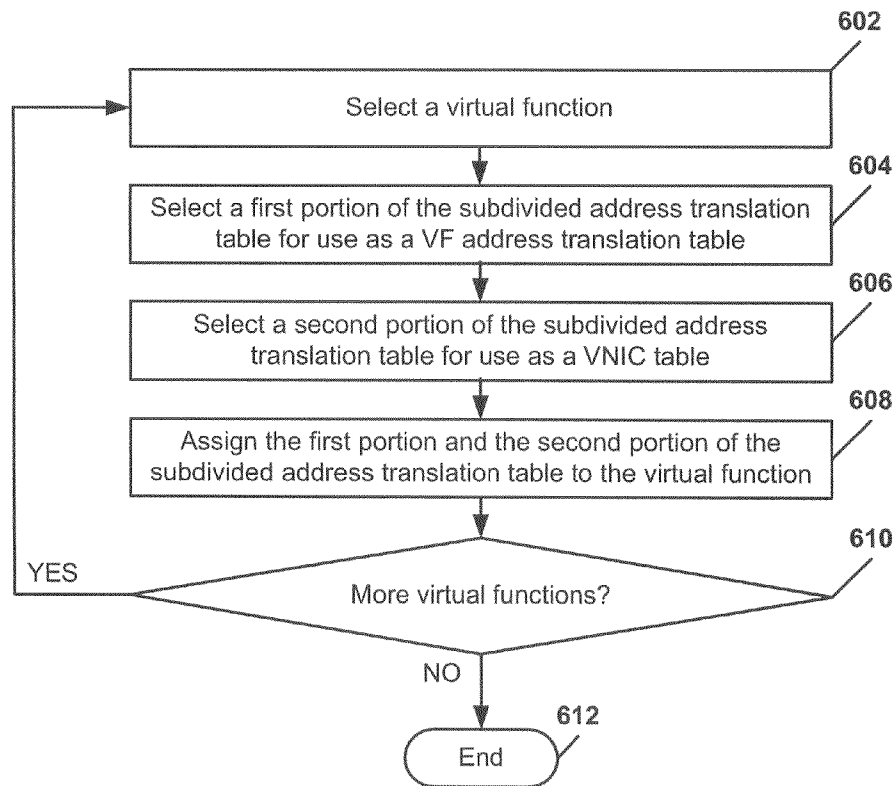 602
Select a virtual function
604
Select a first portion of the subdivided address translation
table for use as a VF address translation table
606
Select a second portion of the subdivided address
translation table for use as a VNIC table
608
Assign the first portion and the second portion of the
subdivided address translation table to the virtual function
610
YES
More virtual functions?
NO
612
End